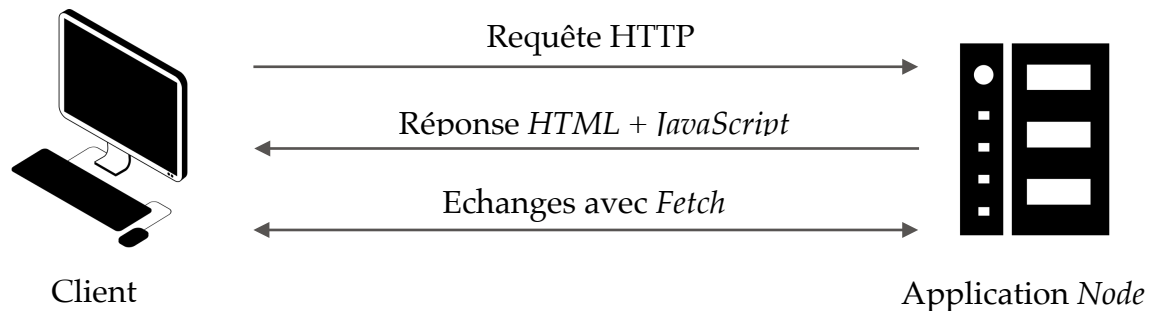 Requête HTTP
Réponse HTML + JavaScript
Echanges avec Fetch
Client
Application Node